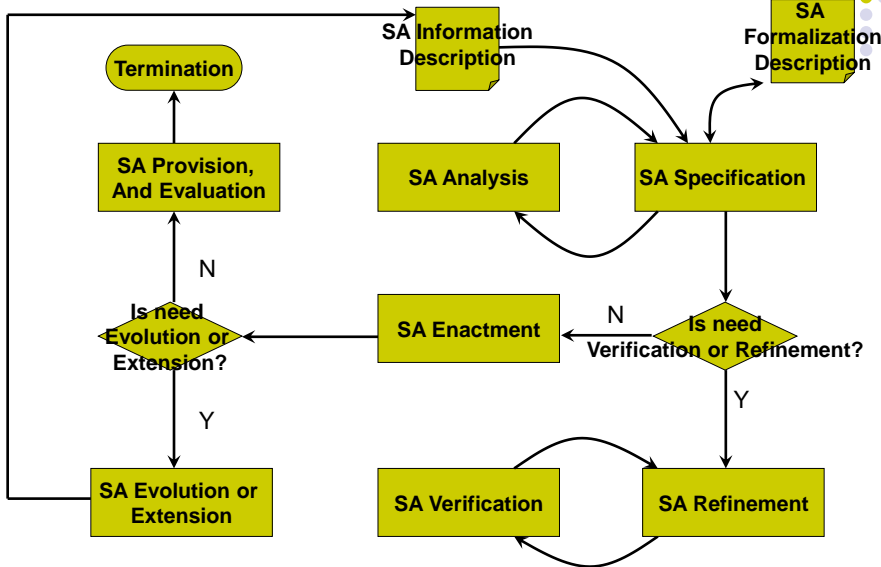 SA Information
Description
SA
Formalization
Description
Termination
SA Provision,
And Evaluation
SA Analysis
SA Specification
N
Is need
Evolution or
Extension?
SA Enactment
N
Is need
Verification or Refinement?
Y
Y
SA Evolution or
Extension
SA Verification
SA Refinement